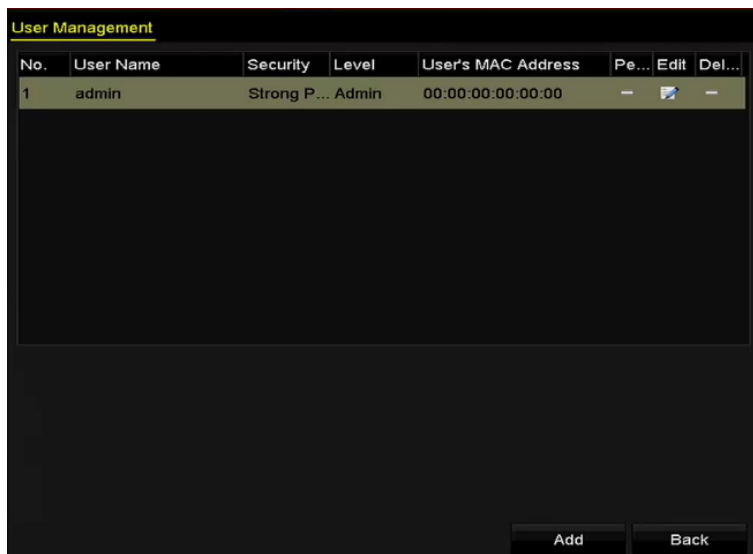 User Management
No. User Name Security Level User's MAC Address Pe... Edit Del...
1 admin Strong P... Admin 00:00:00:00:00:00 – –
Add Back